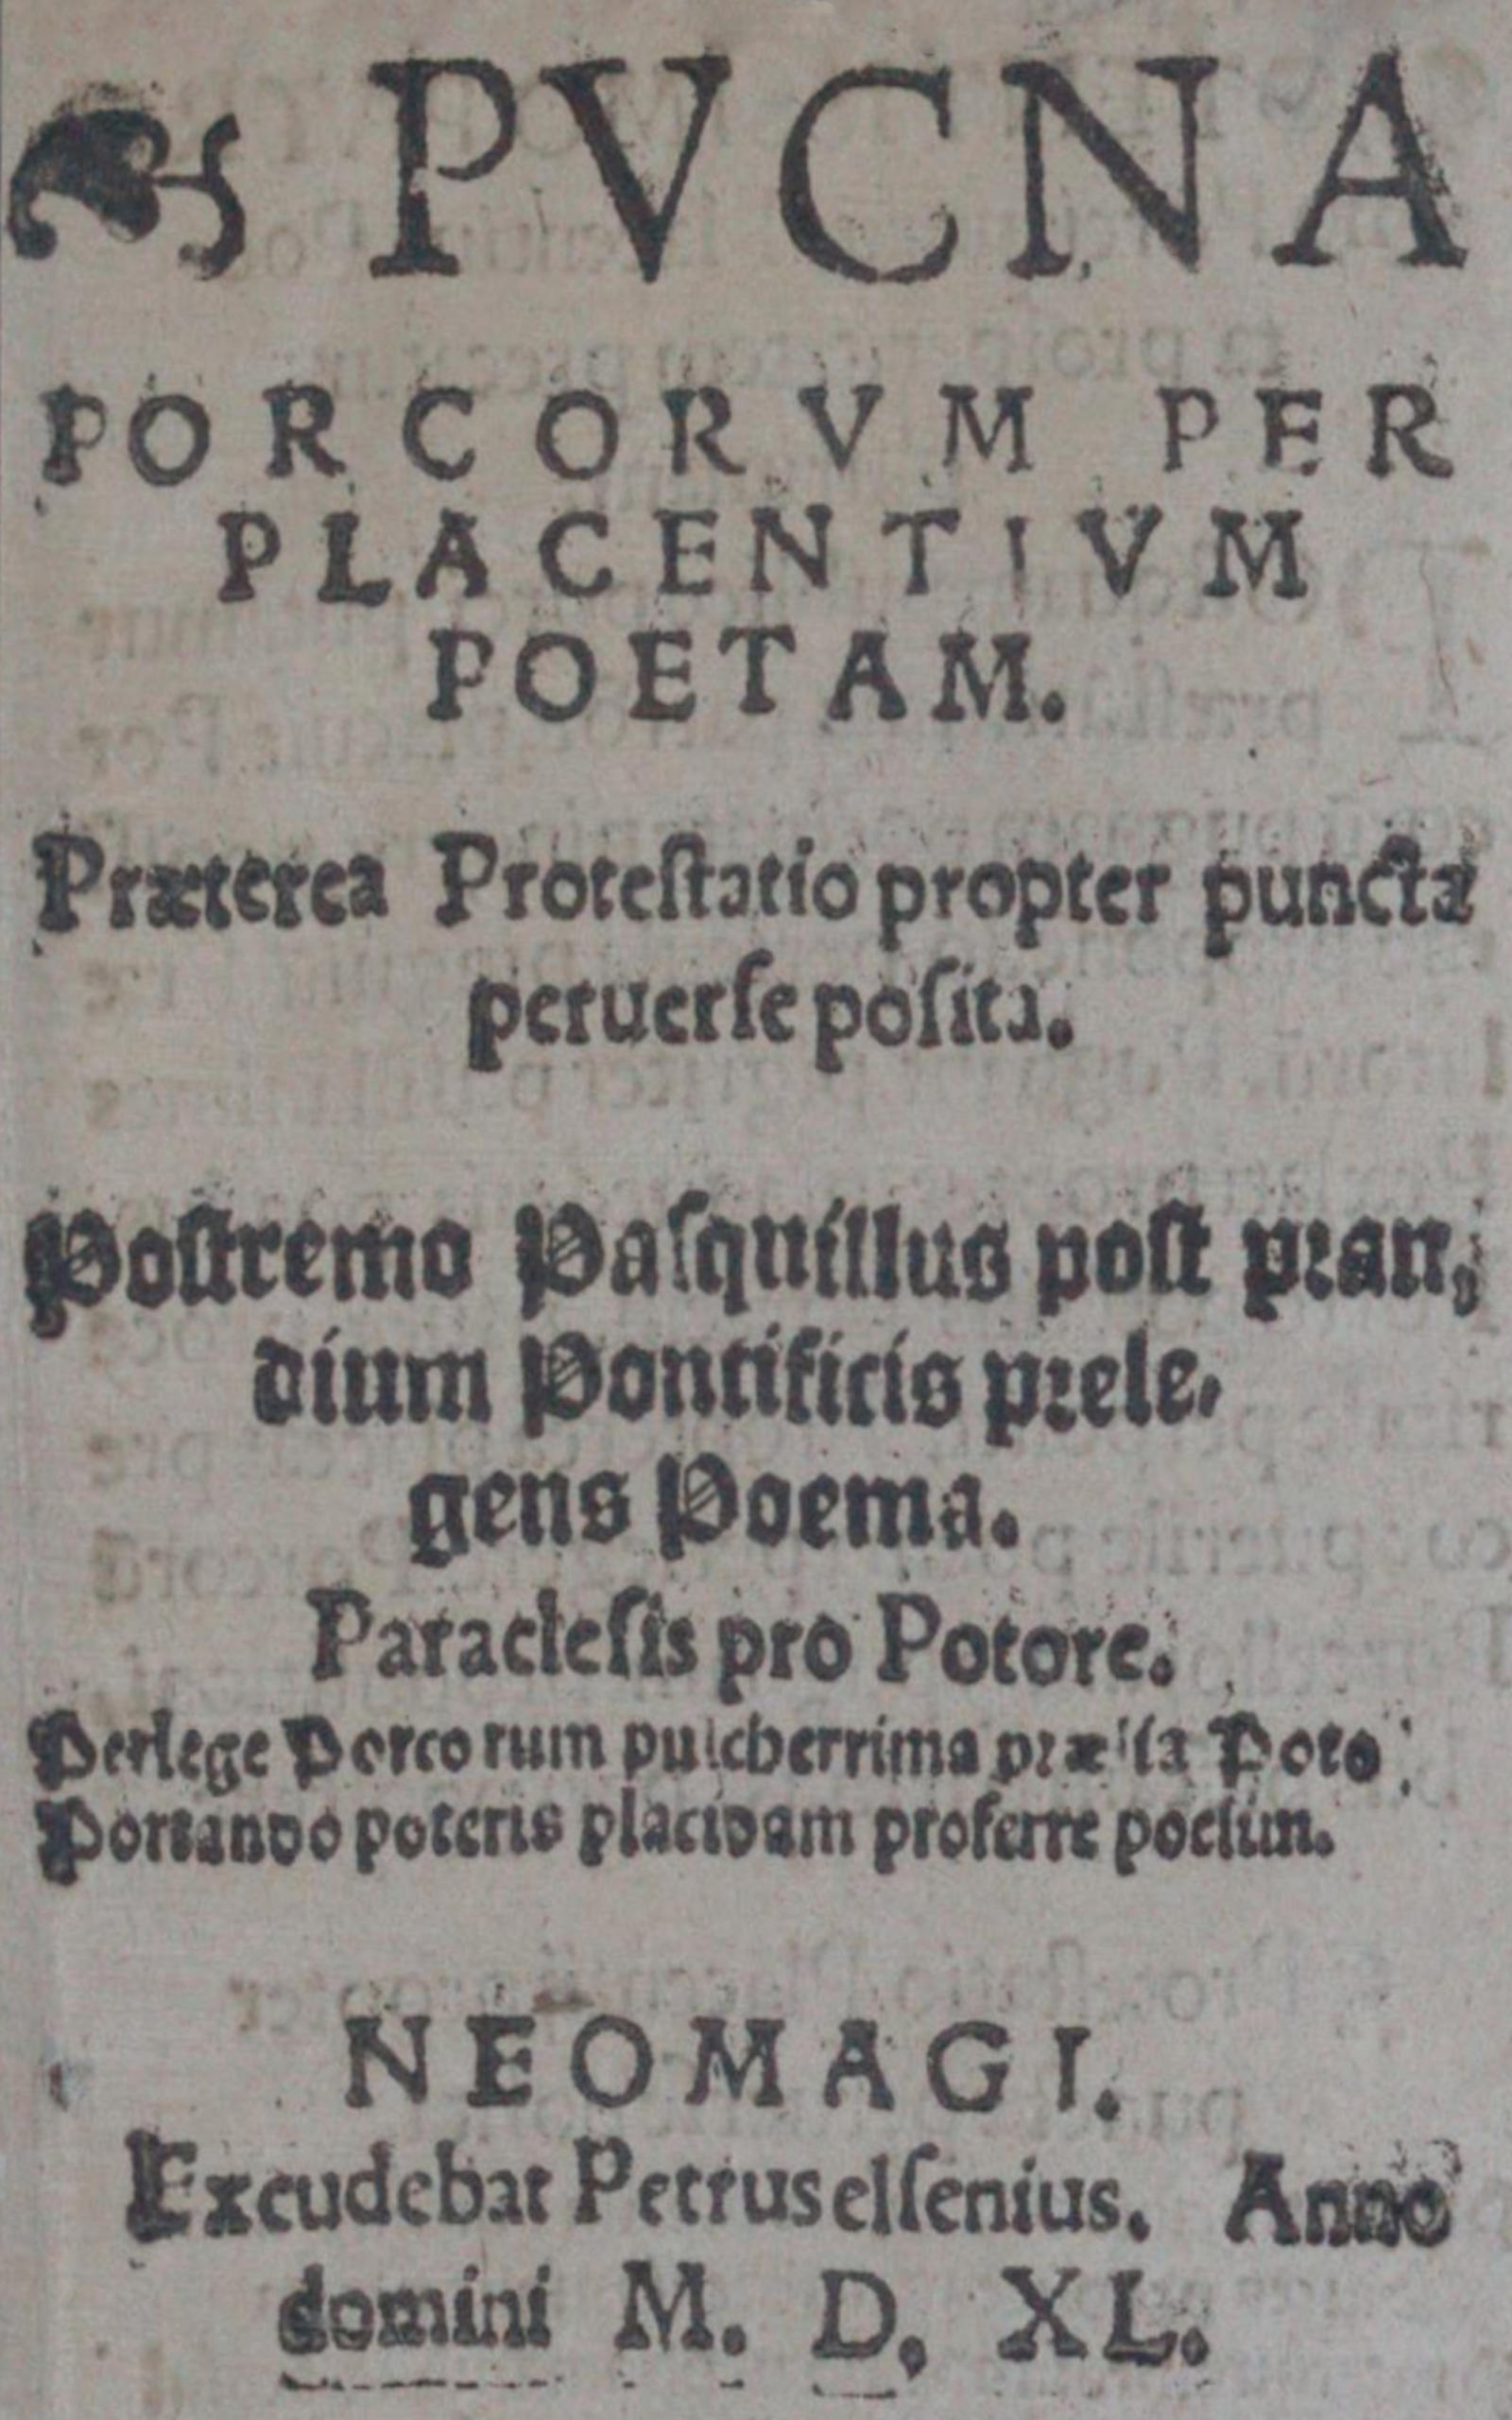 ❧ PVCNA
PORCORVM PER
PLACENTIVM
POETAM.
Præterea Proteſtatio propter puncta
peruerſe poſita.
Poſtremo Paſquillus poſt pran,
dium Pontificis prele,
gens Poema.
Paracleſis pro Potore.
Perlege Porcorum pulcherrima prælia Poto
Portando poteris placidam proferre poeſim.
NEOMAGI.
Excudebat Petrus elſenius. Anno
domini M. D. XL.